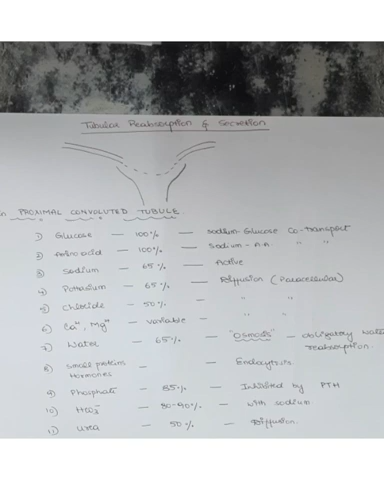 Tubular Reabsorption & Secretion
in PROXIMAL CONVOLUTED TUBULE
1) Glucose — 100% — Sodium-Glucose Co-transport
2) Amino acid — 100% — Sodium-A.A. " "
3) Sodium — 65% — Active
4) Potassium — 65% — Diffusion (Paracellular)
5) Chloride — 50% — " "
6) Ca⁺⁺, Mg⁺⁺ — variable — " "
7) Water — 65% — "Osmosis" — obligatory Water
reabsorption.
8) small proteins — — Endocytosis.
Hormones
9) Phosphate — 85% — Inhibited by PTH
10) HCO₃⁻ — 80-90% — with sodium.
11) Urea — 50% — Diffusion.